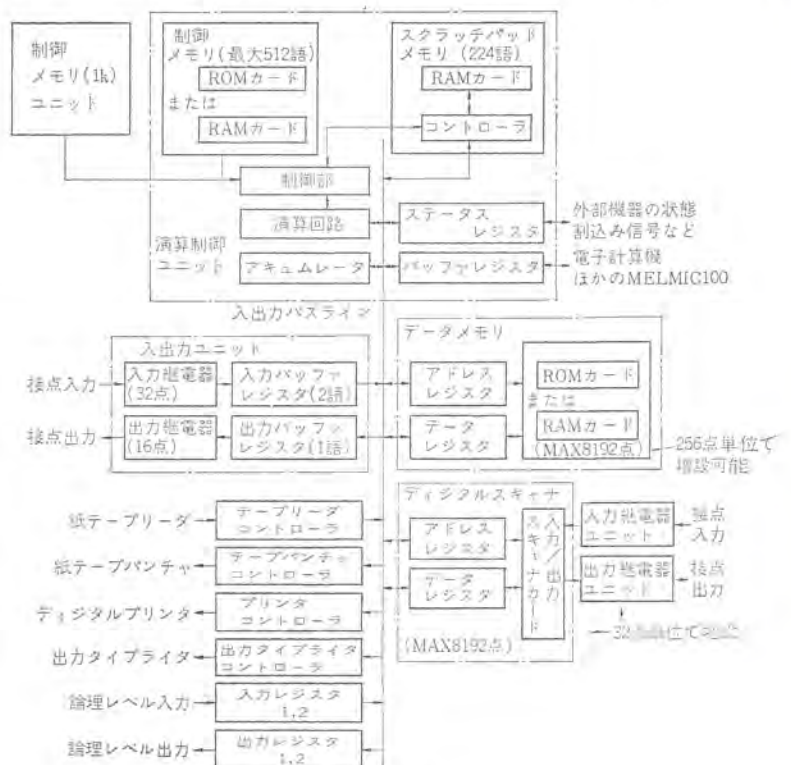 制御
メモリ(1k)
ユニット
制御
メモリ(最大512語)
ROMカード
または
RAMカード
スクラッチパッド
メモリ (224語)
RAMカード
コントローラ
制御部
演算回路
ステータス
レジスタ
外部機器の状態
割込み信号など
演算制御
ユニット
アキュムレータ
バッファレジスタ
電子計算機
ほかのMELMIC100
入出力バスライン
入出力ユニット
接点入力
入力継電器
(32点)
入力バッファ
レジスタ(2語)
接点出力
出力継電器
(16点)
出力バッファ
レジスタ(1語)
データメモリ
アドレス
レジスタ
データ
レジスタ
ROMカード
または
RAMカード
(MAX8192点)
256点単位で
増設可能
紙テープリーダ
テープリーダ
コントローラ
紙テープパンチャ
テープパンチャ
コントローラ
ディジタルプリンタ
プリンタ
コントローラ
出力タイプライタ
出力タイプライタ
コントローラ
論理レベル入力
入力レジスタ
1,2
論理レベル出力
出力レジスタ
1,2
ディジタルスキャナ
アドレス
レジスタ
データ
レジスタ
入力/出力
スキャナカード
(MAX8192点)
入力継電器
ユニット
接点
入力
出力継電器
ユニット
接点
出力